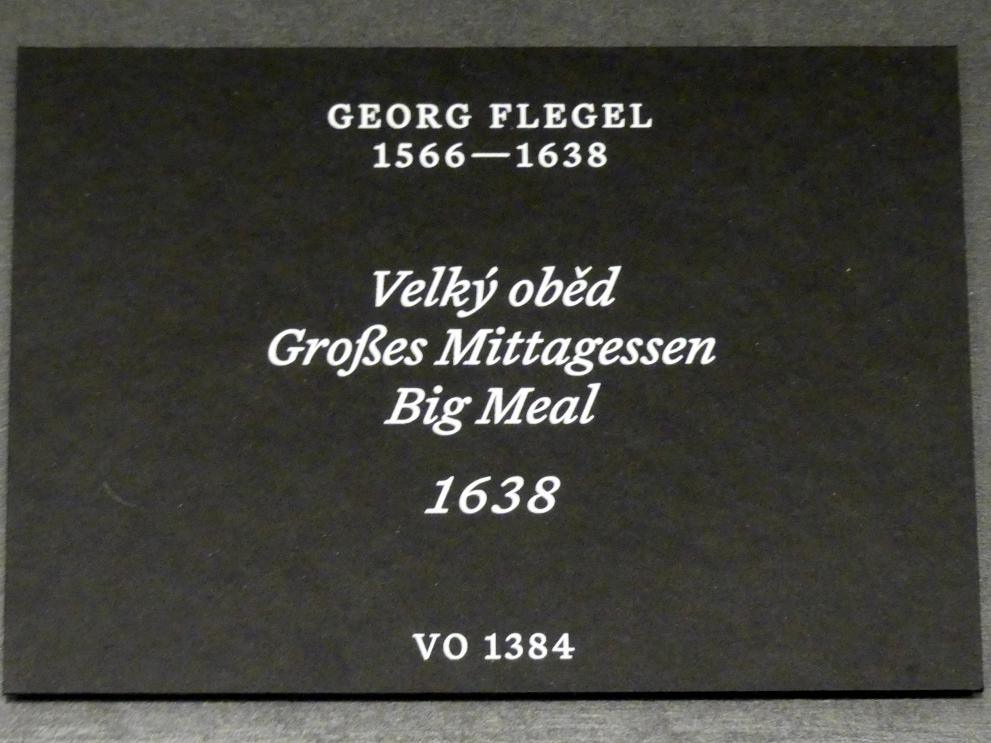 GEORG FLEGEL
1566—1638
Velký oběd
Großes Mittagessen
Big Meal
1638
VO 1384